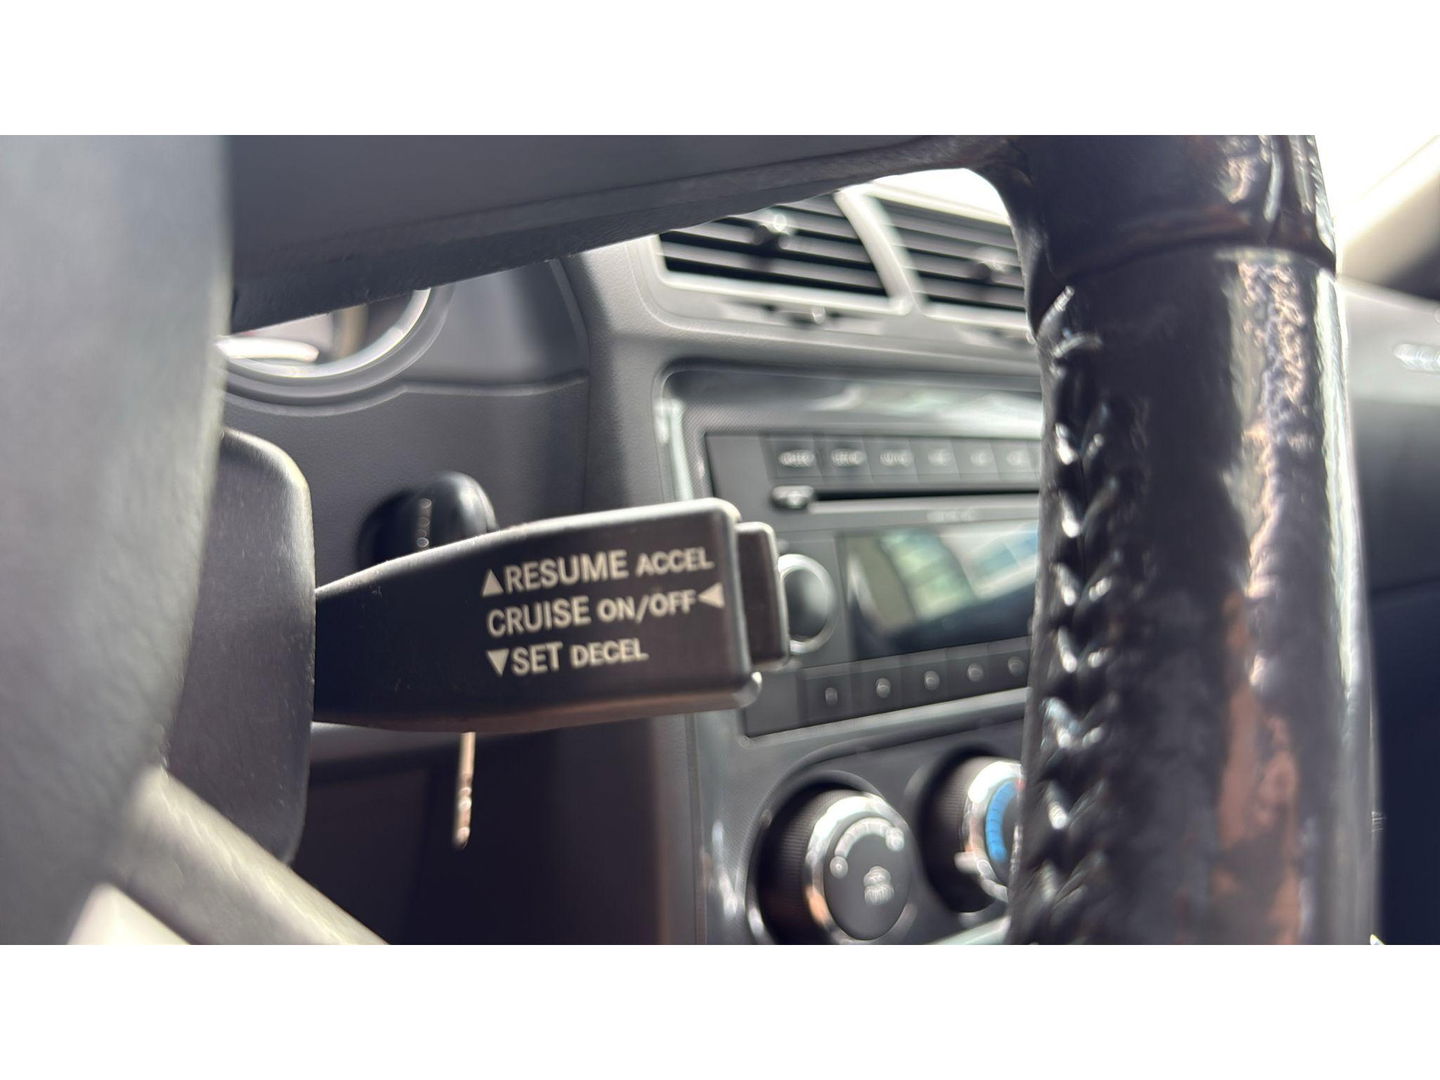 ▲RESUME ACCEL
CRUISE ON/OFF◀
▼SET DECEL